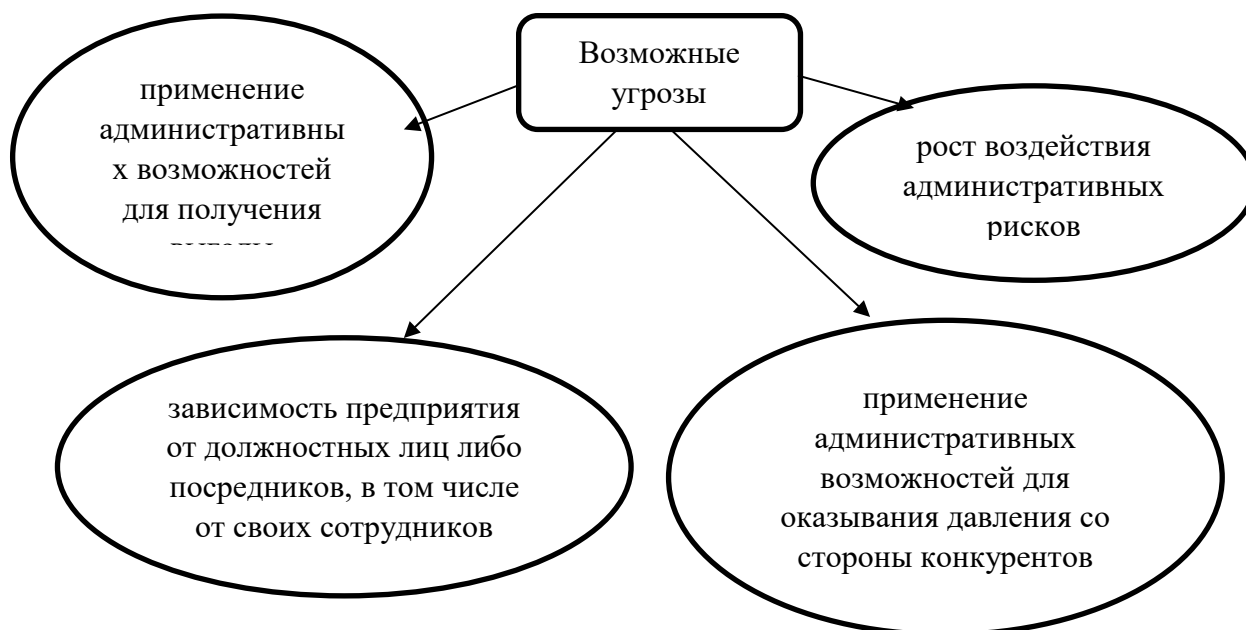 Возможные
угрозы
применение
административны
х возможностей
для получения
рост воздействия
административных
рисков
зависимость предприятия
от должностных лиц либо
посредников, в том числе
от своих сотрудников
применение
административных
возможностей для
оказывания давления со
стороны конкурентов